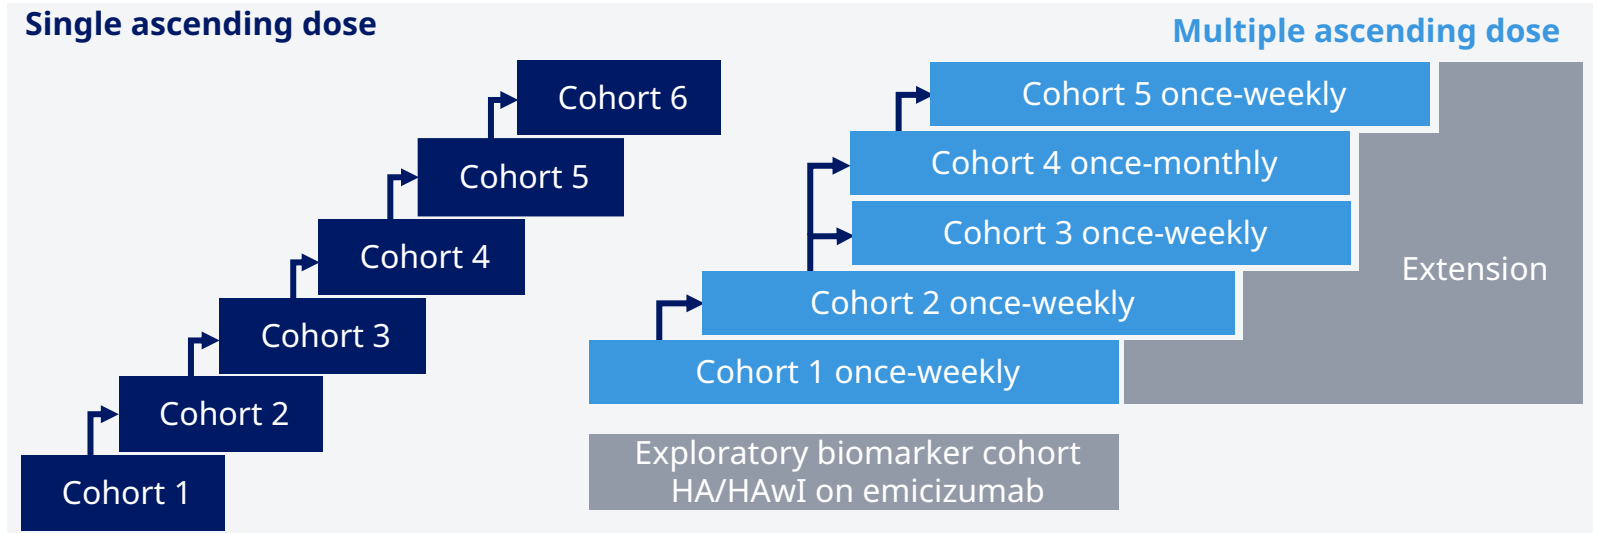 Single ascending dose
Cohort 6
Cohort 5
Cohort 4
Cohort 3
Cohort 2
Cohort 1
Multiple ascending dose
Cohort 5 once-weekly
Cohort 4 once-monthly
Cohort 3 once-weekly
Cohort 2 once-weekly
Cohort 1 once-weekly
Extension
Exploratory biomarker cohort
HA/HAwI on emicizumab